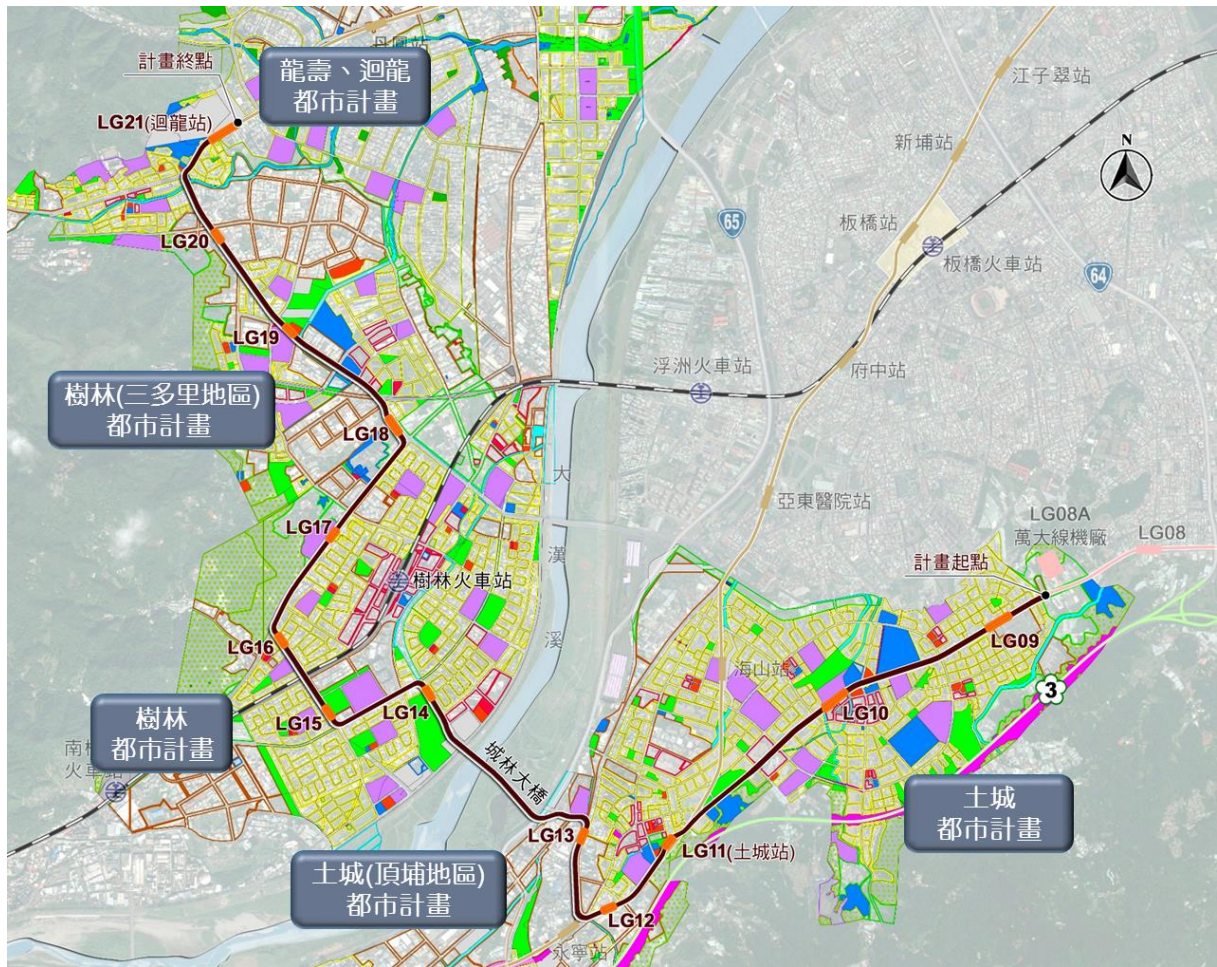 丹鳳站
計畫終點
龍壽、迴龍
都市計畫
LG21(迴龍站)
江子翠站
新埔站
N
65
板橋站
板橋火車站
64
LG20
LG19
浮洲火車站
府中站
樹林(三多里地區)
都市計畫
LG18
大
漢
溪
亞東醫院站
LG08A
萬大線機廠
LG08
計畫起點
LG17
樹林火車站
LG16
LG09
海山站
3
LG10
樹林
都市計畫
LG15
LG14
城林大橋
火車站
土城
都市計畫
LG13
LG11(土城站)
土城(頂埔地區)
都市計畫
LG12
永寧站